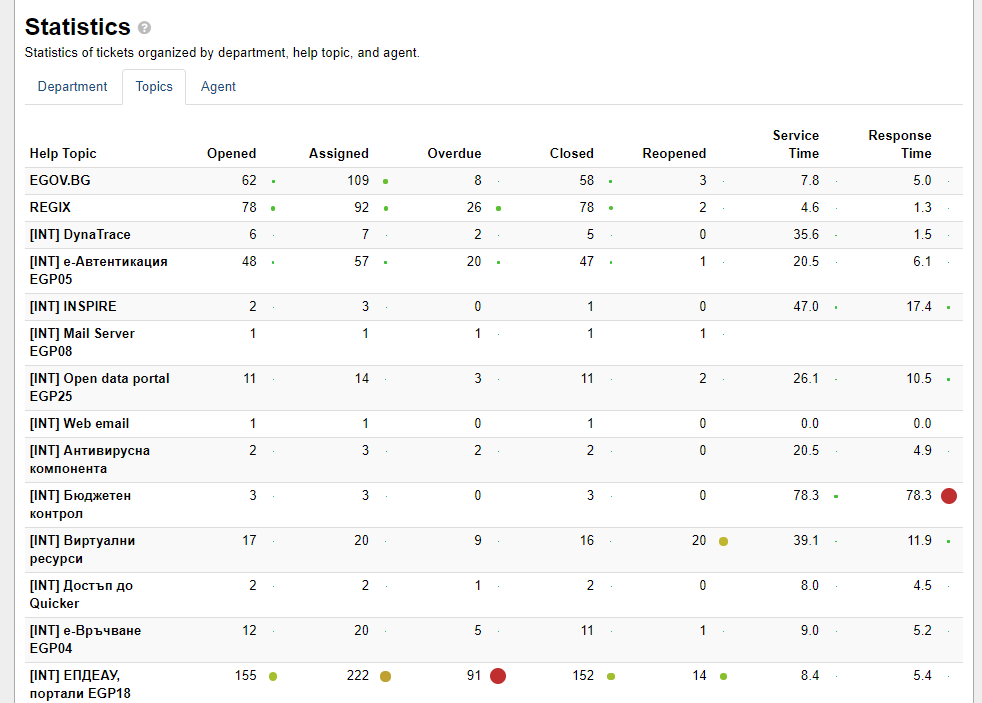 Statistics
Statistics of tickets organized by department, help topic, and agent.
Department Topics Agent
Service Response
Help Topic Opened Assigned Overdue Closed Reopened Time Time
EGOV.BG 62 109 8 58 3 7.8 5.0
REGIX 78 92 26 78 2 4.6 1.3
[INT] DynaTrace 6 7 2 5 0 35.6 1.5
[INT] е-Автентикация 48 57 20 47 1 20.5 6.1
EGP05
[INT] INSPIRE 2 3 0 1 0 47.0 17.4
[INT] Mail Server 1 1 1 1 1
EGP08
[INT] Open data portal 11 14 3 11 2 26.1 10.5
EGP25
[INT] Web email 1 1 0 1 0 0.0 0.0
[INT] Антивирусна 2 3 2 2 0 20.5 4.9
компонента
[INT] Бюджетен 3 3 0 3 0 78.3 78.3
контрол
[INT] Виртуални 17 20 9 16 20 39.1 11.9
ресурси
[INT] Достъп до 2 2 1 2 0 8.0 4.5
Quicker
[INT] е-Връчване 12 20 5 11 1 9.0 5.2
EGP04
[INT] ЕПДЕАУ, 155 222 91 152 14 8.4 5.4
портали EGP18